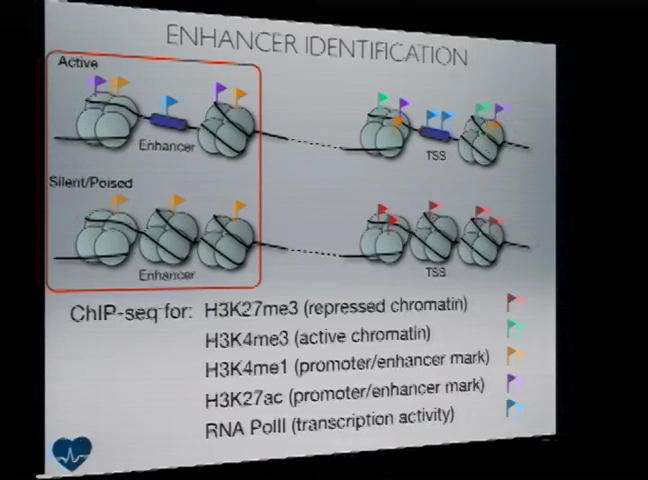 ENHANCER IDENTIFICATION
Active
Enhancer
TSS
Silent/Poised
Enhancer
TSS
ChIP-seq for: H3K27me3 (repressed chromatin)
H3K4me3 (active chromatin)
H3K4me1 (promoter/enhancer mark)
H3K27ac (promoter/enhancer mark)
RNA PolII (transcription activity)